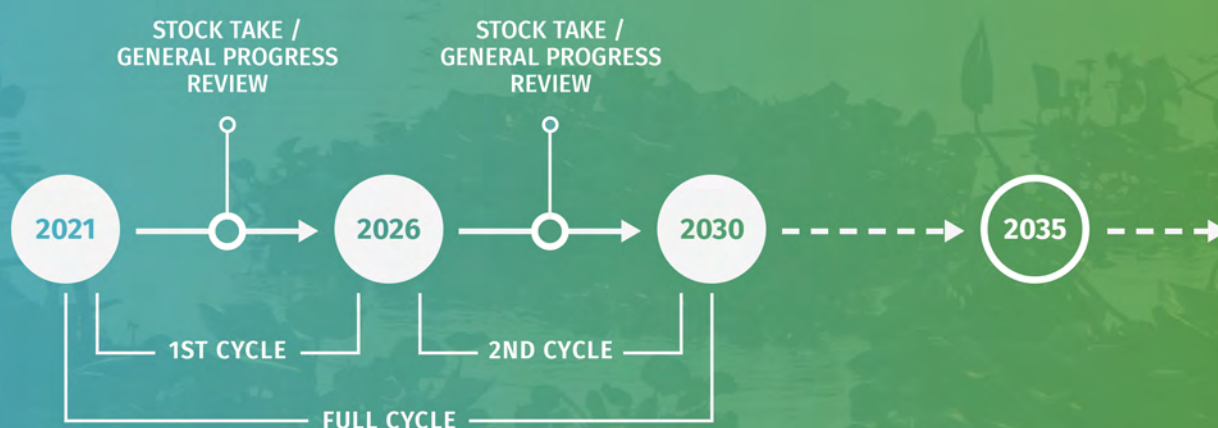 STOCK TAKE /
GENERAL PROGRESS
REVIEW
STOCK TAKE /
GENERAL PROGRESS
REVIEW
2021
2026
2030
2035
1ST CYCLE
2ND CYCLE
FULL CYCLE